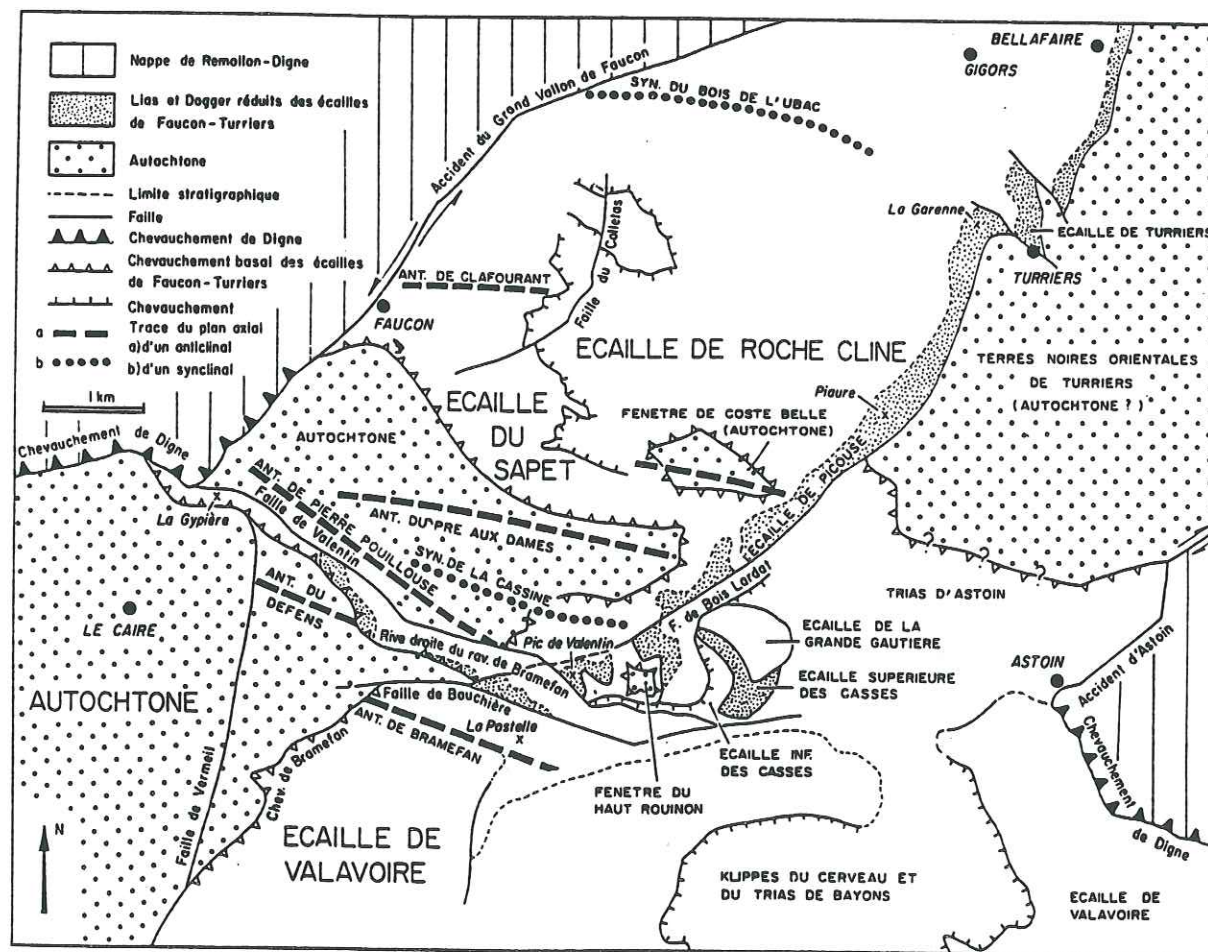 Nappe de Remollon-Digne
Lias et Dogger réduits des écailles
de Faucon-Turriers
Autochtone
Limite stratigraphique
Faille
Chevauchement de Digne
Chevauchement basal des écailles
de Faucon-Turriers
Chevauchement
a
Trace du plan axial
a)d'un anticlinal
b
b)d'un synclinal
1 km
Accident du Grand Vallon de Faucon
SYN. DU BOIS DE L'UBAC
BELLAFAIRE
GIGORS
La Garenne
ECAILLE DE TURRIERS
TURRIERS
Faille du Colletas
ANT. DE CLAFOURANT
FAUCON
ECAILLE DE ROCHE CLINE
TERRES NOIRES ORIENTALES
DE TURRIERS
(AUTOCHTONE ?)
Piaure
ECAILLE
DU
SAPET
FENETRE DE COSTE BELLE
(AUTOCHTONE)
Chevauchement de Digne
AUTOCHTONE
ECAILLE DE PICOUSE
La Gypière
ANT. DE PIERRE POUILLOUSE
Faille de Valentin
ANT. DU PRE AUX DAMES
SYN. DE LA CASSINE
F. de Bois Lardat
? ? ?
TRIAS D'ASTOIN
ANT. DU
DEFENS
LE CAIRE
Rive droite du rav. de Bramefan
Pic de Valentin
ECAILLE DE LA
GRANDE GAUTIERE
ASTOIN
Accident d'Astoin
ECAILLE SUPERIEURE
DES CASSES
AUTOCHTONE
Faille de Bouchière
La Postelle
ANT. DE BRAMEFAN
Chev. de Bramefan
ECAILLE INF.
DES CASSES
FENETRE DU
HAUT ROUINON
Chevauchement
de Digne
Faille de Vermeil
N
ECAILLE DE
VALAVOIRE
KLIPPES DU CERVEAU ET
DU TRIAS DE BAYONS
ECAILLE DE
VALAVOIRE